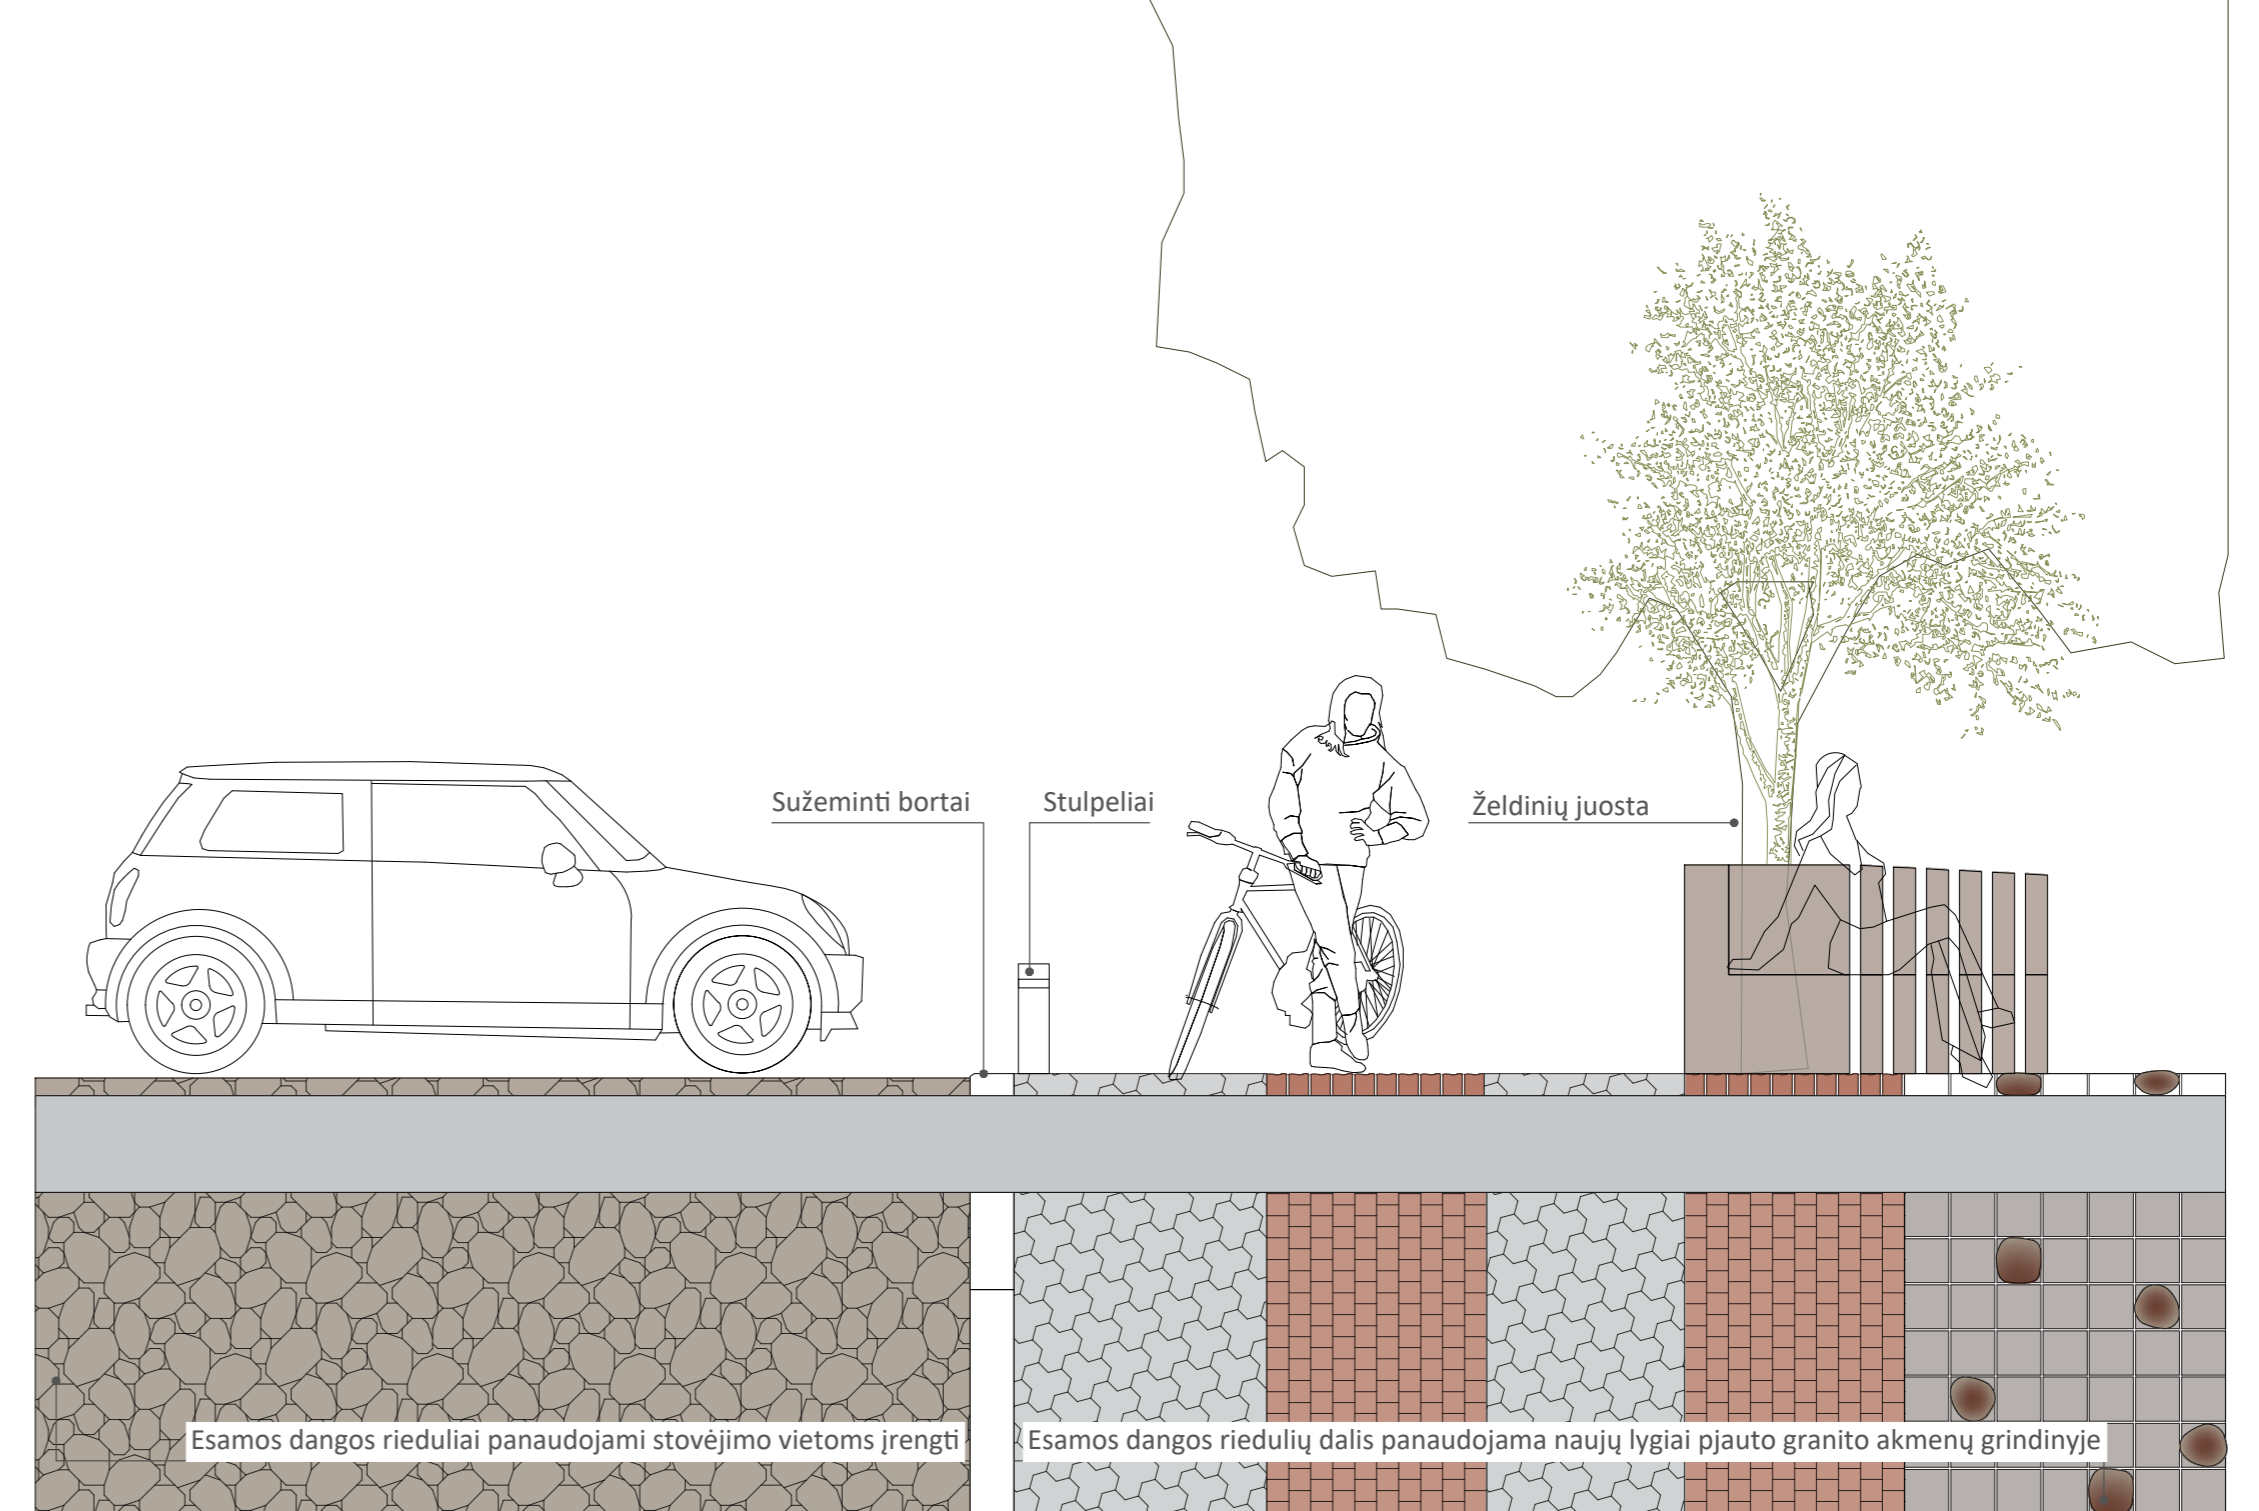 Sužeminti bortai
Stulpeliai
Želdinių juosta
Esamos dangos rieduliai panaudojami stovėjimo vietoms įrengti
Esamos dangos riedulių dalis panaudojama naujų lygiai pjauto granito akmenų grindinyje